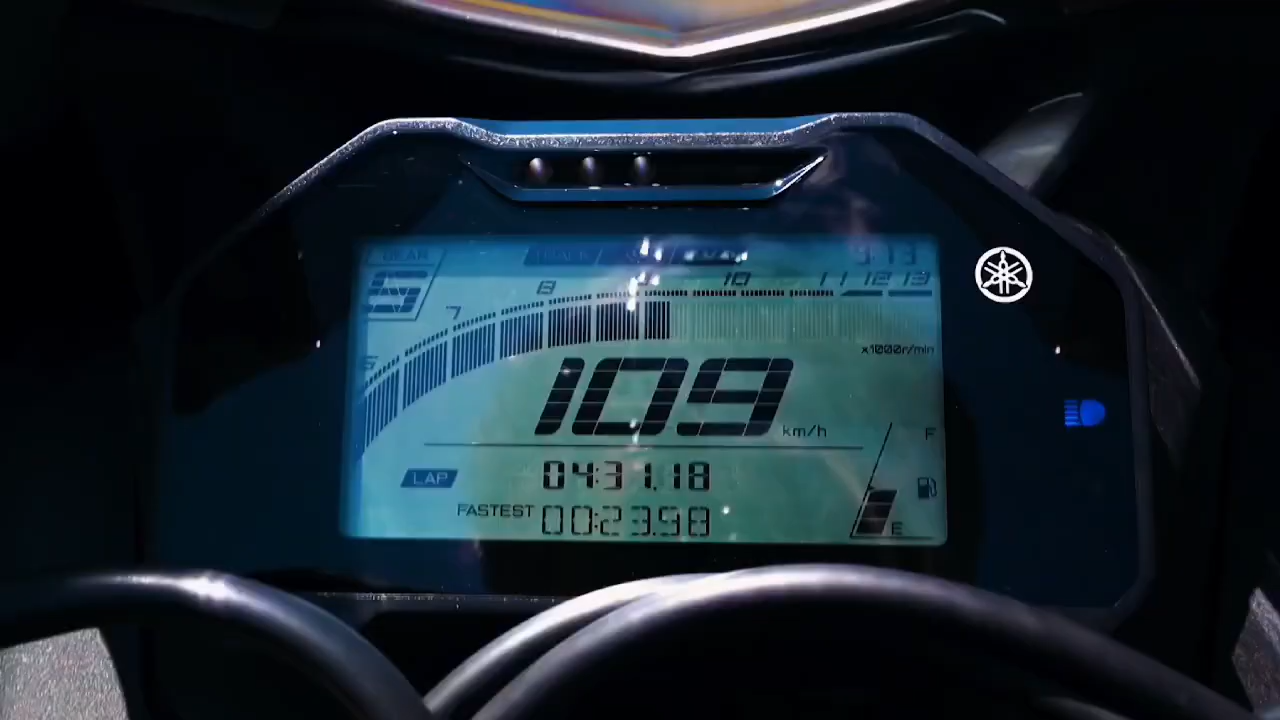 GEAR TRACK
5
7 8 10 11 12 13
x1000r/min
109 km/h
F
LAP 04:31.18
FASTEST 00:23.98
E